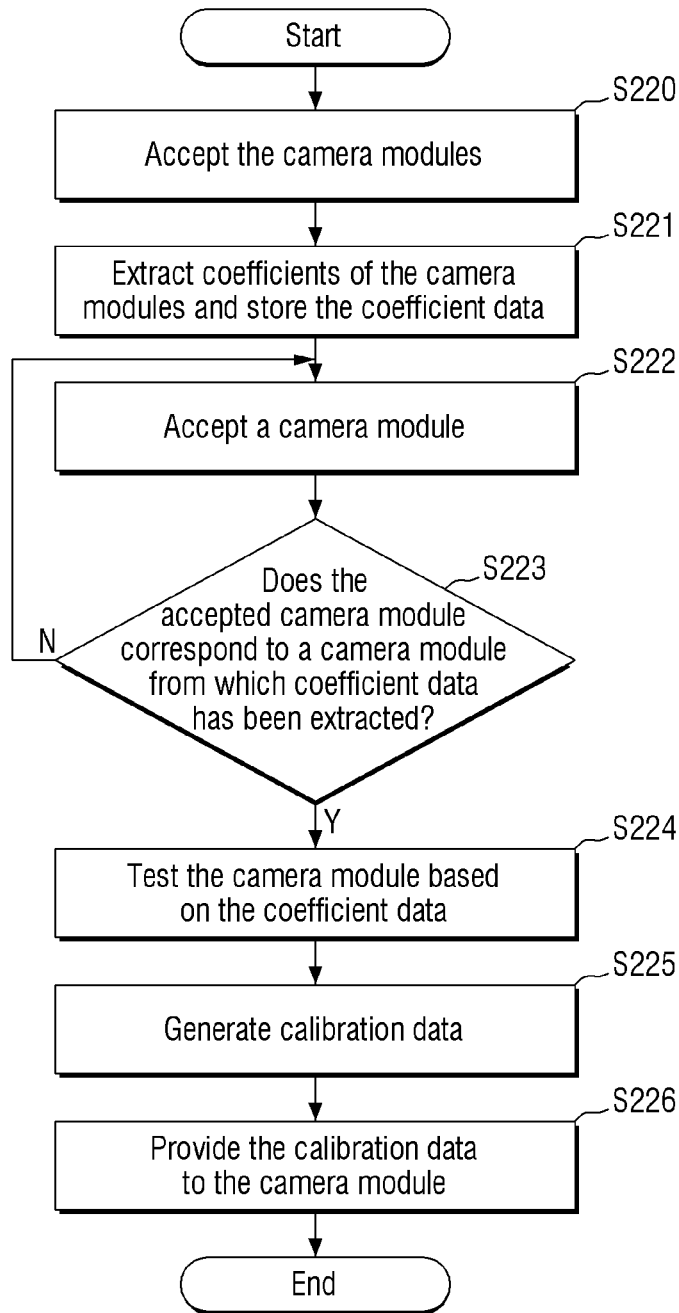 Start
S220
Accept the camera modules
S221
Extract coefficients of the camera
modules and store the coefficient data
S222
Accept a camera module
S223
Does the
accepted camera module
correspond to a camera module
from which coefficient data
has been extracted?
N
Y
S224
Test the camera module based
on the coefficient data
S225
Generate calibration data
S226
Provide the calibration data
to the camera module
End